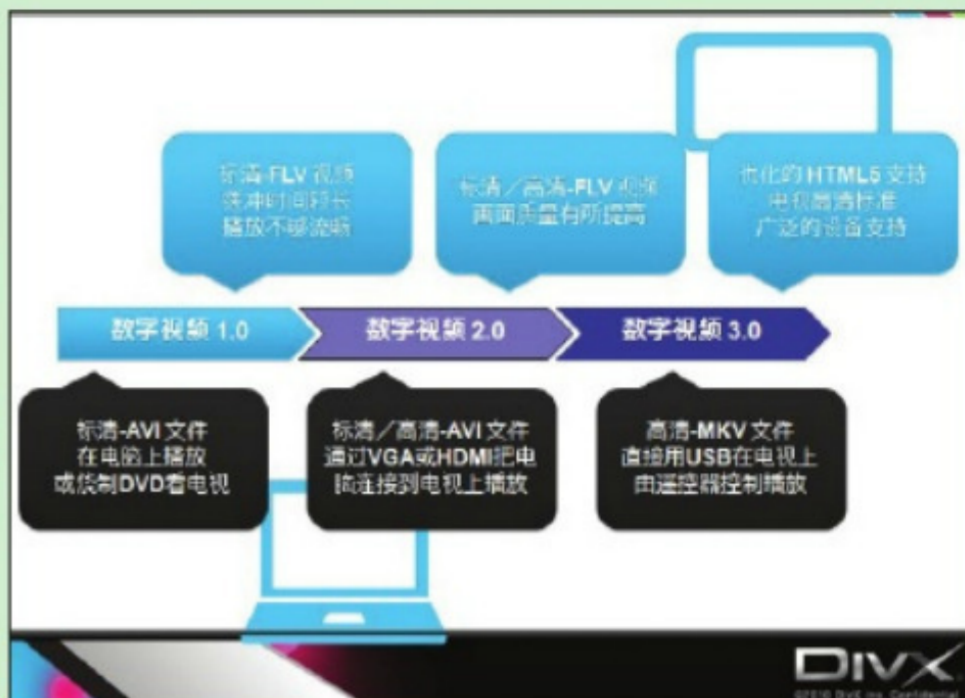 标清-FLV 视频
缓冲时间较长
播放不够流畅
标清／高清-FLV 视频
画面质量有所提高
优化的 HTML5 支持
电视高清标准
广泛的设备支持
数字视频 1.0
数字视频 2.0
数字视频 3.0
标清-AVI 文件
在电脑上播放
或烧制DVD看电视
标清／高清-AVI 文件
通过VGA或HDMI把电
脑连接到电视上播放
高清-MKV 文件
直接用USB在电视上
由遥控器控制播放
DIVX
©2010 DivX, Inc. Confidential